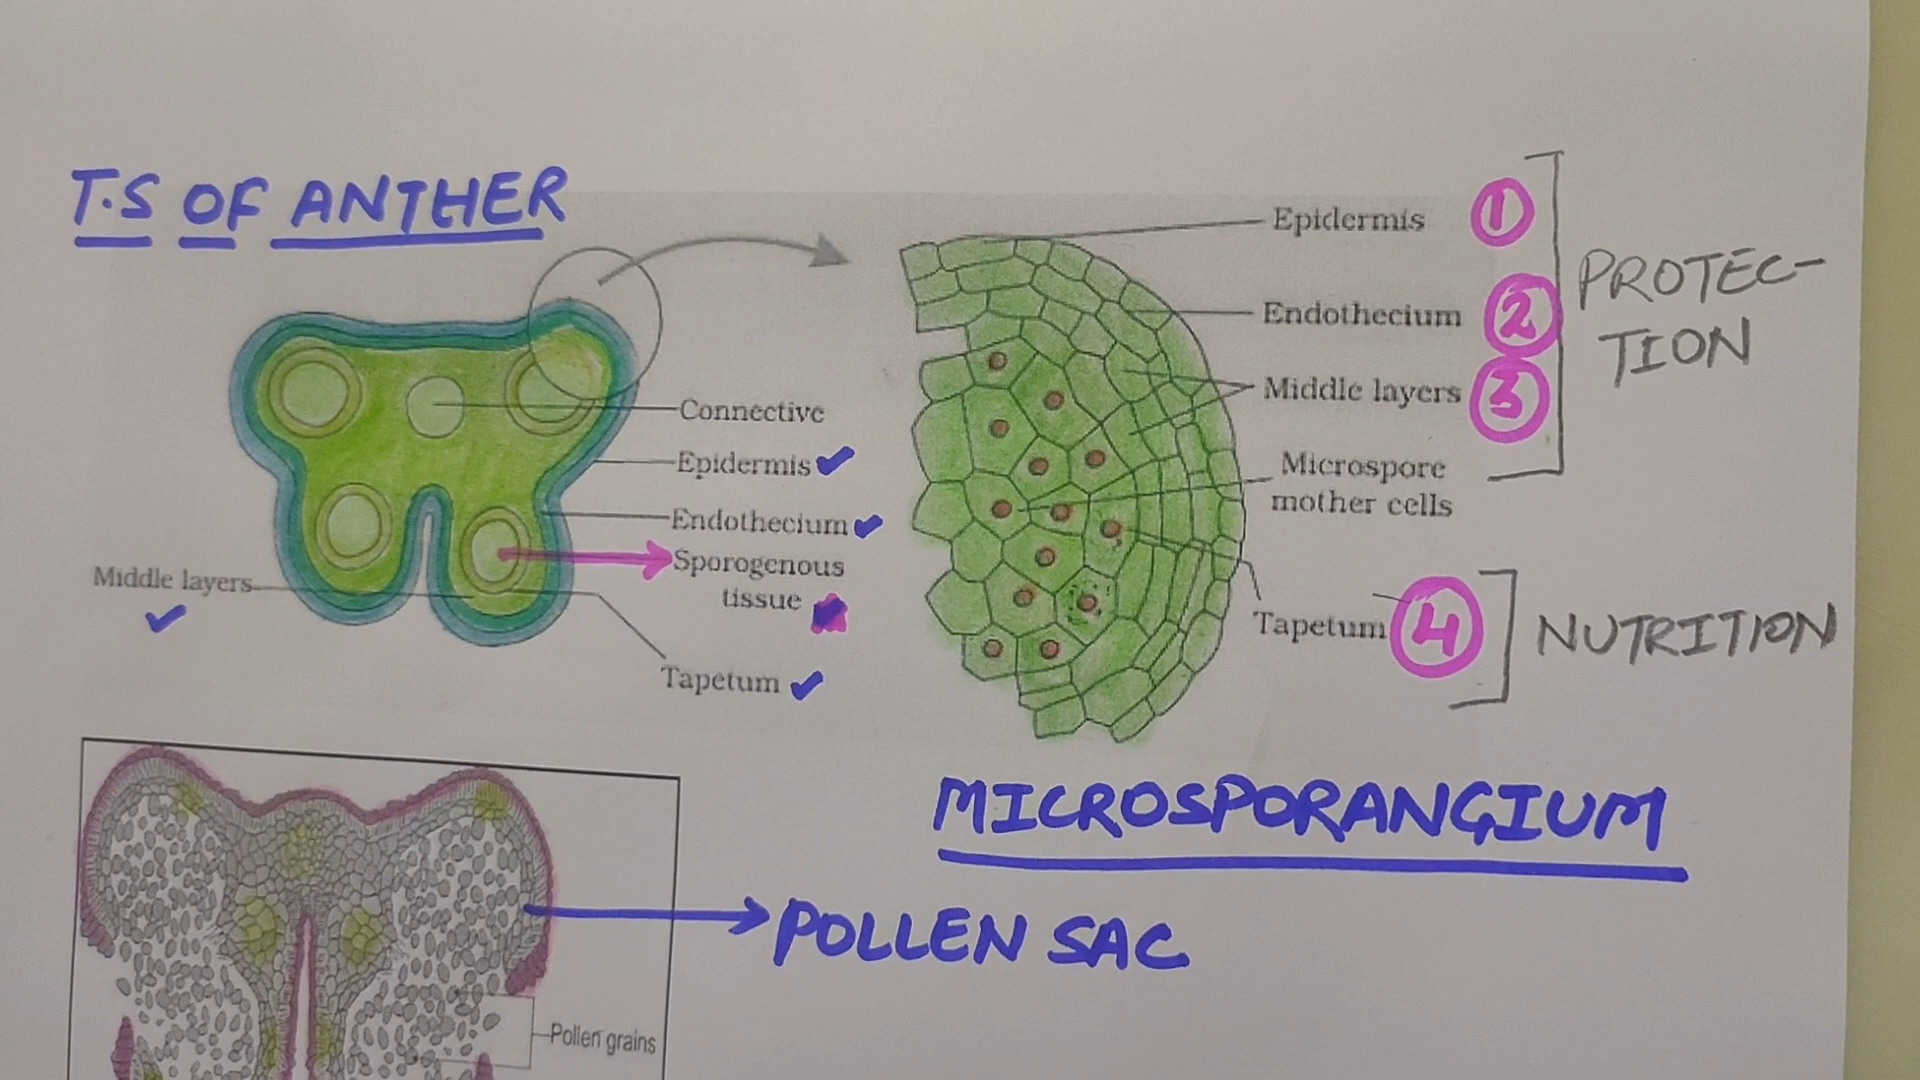 T.S OF ANTHER
Connective
Epidermis
Endothecium
Sporogenous
tissue
Middle layers
Tapetum
Epidermis 1
Endothecium 2
Middle layers 3
PROTEC-
TION
Microspore
mother cells
Tapetum 4
NUTRITION
MICROSPORANGIUM
POLLEN SAC
Pollen grains